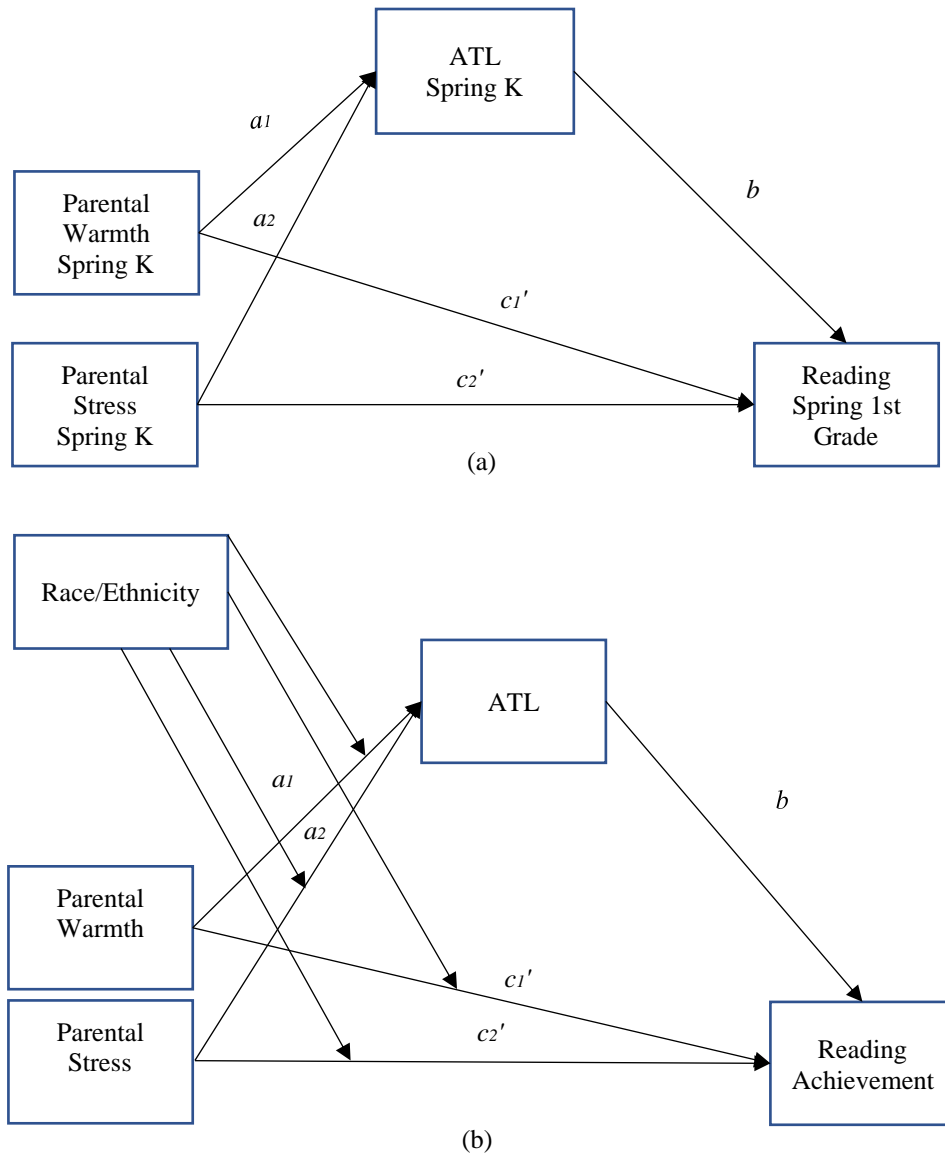 ATL
Spring K
a1
Parental
Warmth
Spring K
a2
b
c1'
Parental
Stress
Spring K
c2'
Reading
Spring 1st
Grade
(a)
Race/Ethnicity
ATL
a1
a2
b
Parental
Warmth
c1'
Parental
Stress
c2'
Reading
Achievement
(b)